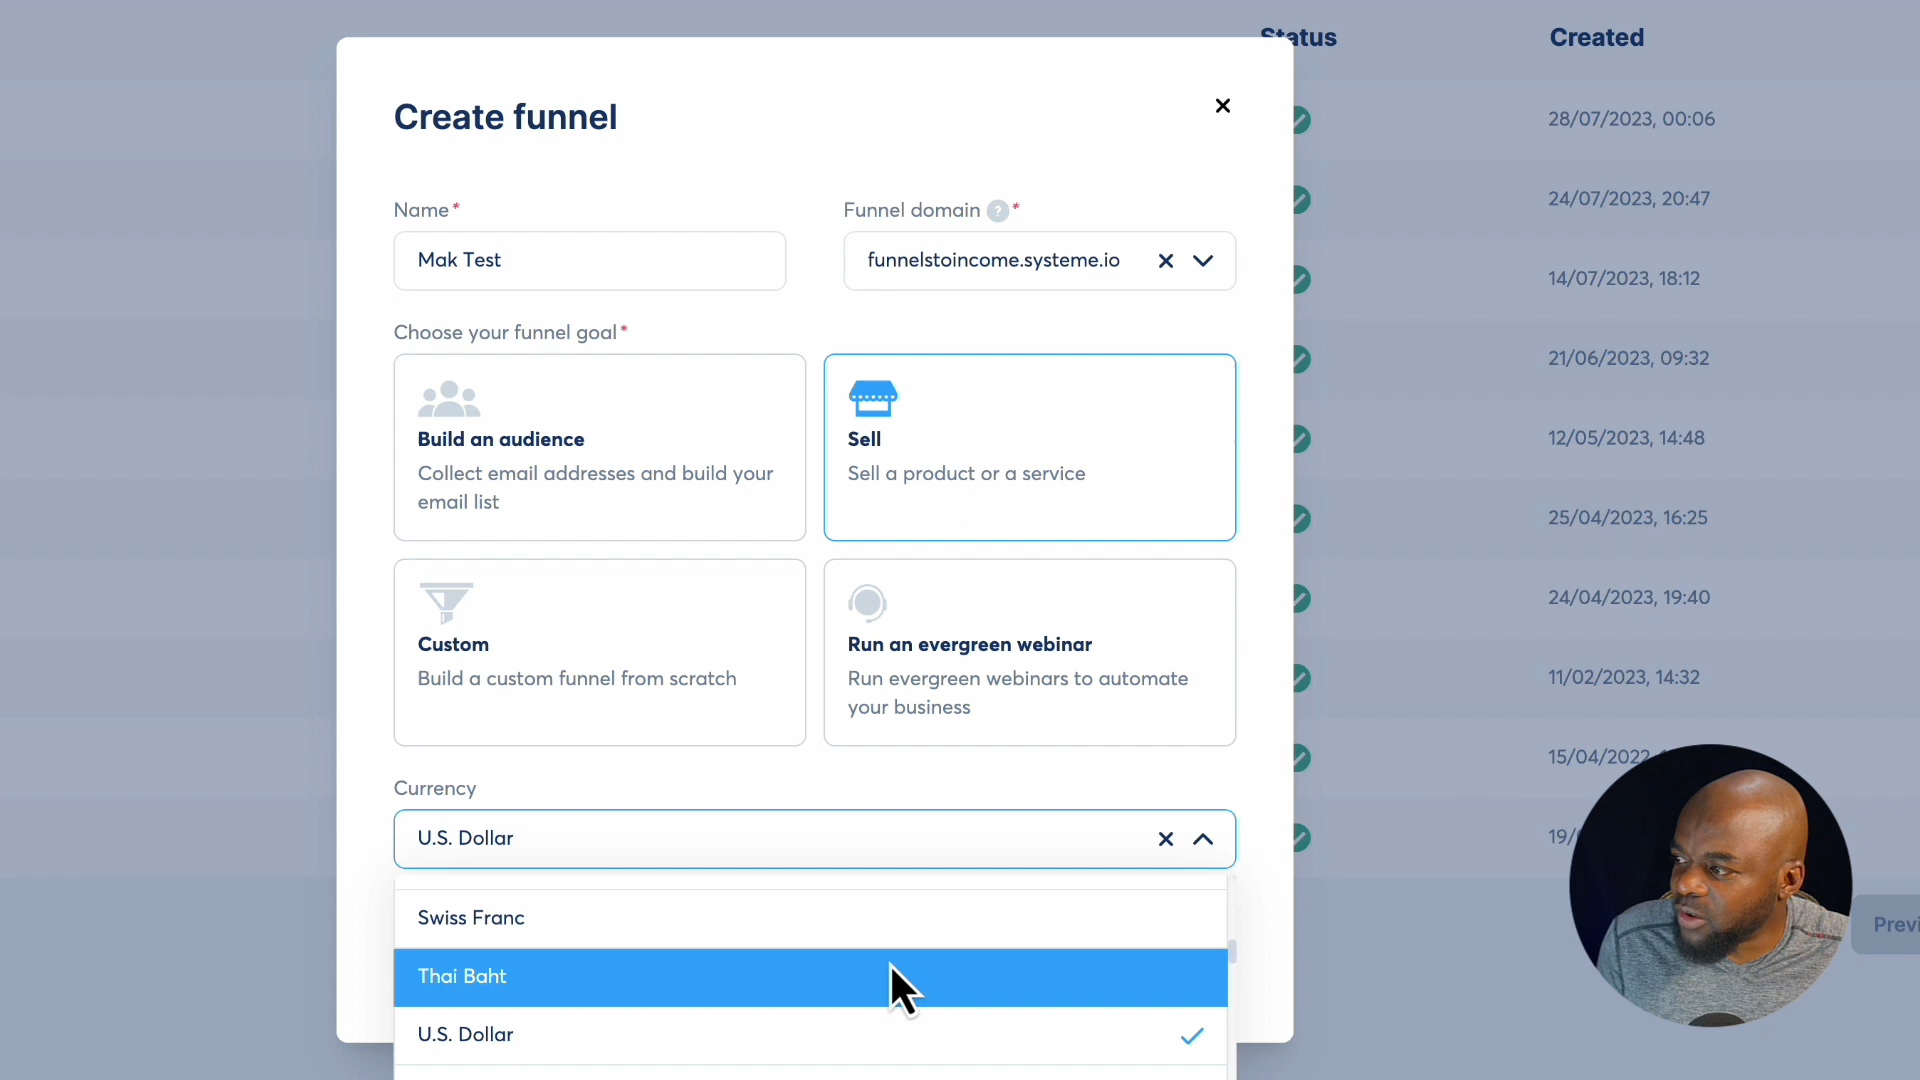 Status
Created
Create funnel
Name*
Funnel domain ? *
Mak Test
funnelstoincome.systeme.io
Choose your funnel goal*
Build an audience
Collect email addresses and build your
email list
Sell
Sell a product or a service
Custom
Build a custom funnel from scratch
Run an evergreen webinar
Run evergreen webinars to automate
your business
Currency
U.S. Dollar
Swiss Franc
Thai Baht
U.S. Dollar
28/07/2023, 00:06
24/07/2023, 20:47
14/07/2023, 18:12
21/06/2023, 09:32
12/05/2023, 14:48
25/04/2023, 16:25
24/04/2023, 19:40
11/02/2023, 14:32
15/04/2022
19/
Previ